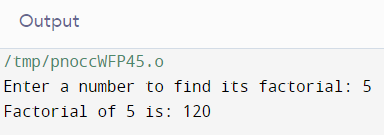 Output
/tmp/pnoccWFP45.o
Enter a number to find its factorial: 5
Factorial of 5 is: 120